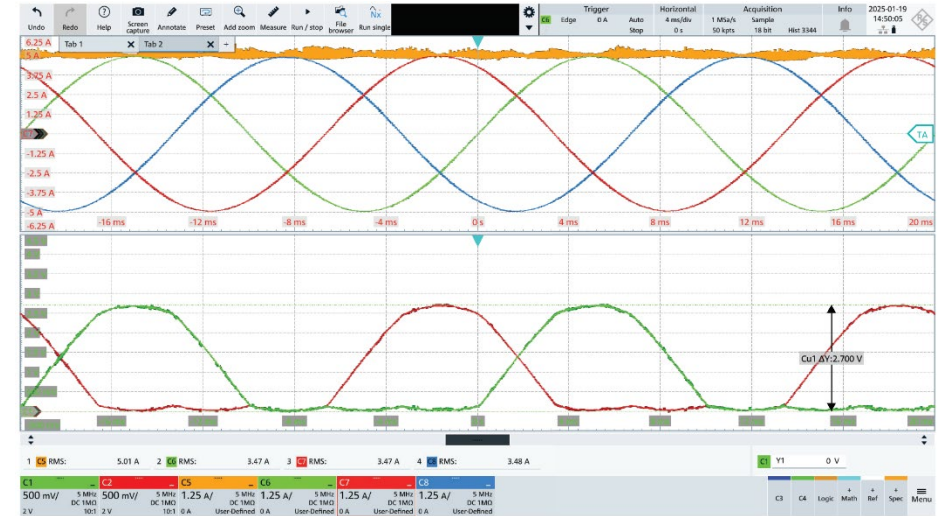 Undo Redo Help Screen capture Annotate Preset Add zoom Measure Run / stop File browser Run single
C6 Edge 0 A Auto Stop
Trigger
Horizontal
4 ms/div
0 s
Acquisition
1 MSa/s Sample
50 kpts 18 bit Hist 3344
Info
2025-01-19
14:50:05
Tab 1 X Tab 2 X +
6.25 A
5 A
3.75 A
2.5 A
1.25 A
-1.25 A
-2.5 A
-3.75 A
-5 A
-6.25 A
TA
-16 ms -12 ms -8 ms -4 ms 0 s 4 ms 8 ms 12 ms 16 ms 20 ms
Cu1 ΔY:2.700 V
1 C5 RMS: 5.01 A 2 C6 RMS: 3.47 A 3 C7 RMS: 3.47 A 4 C8 RMS: 3.48 A
C1 Y1 0 V
C1 C2 C5 C6 C7 C8
500 mV/ 5 MHz 500 mV/ 5 MHz 1.25 A/ 5 MHz 1.25 A/ 5 MHz 1.25 A/ 5 MHz 1.25 A/ 5 MHz
DC 1MΩ DC 1MΩ DC 1MΩ DC 1MΩ DC 1MΩ DC 1MΩ
2 V 10:1 2 V 10:1 0 A User-Defined 0 A User-Defined 0 A User-Defined 0 A User-Defined
C3 C4 Logic + Math + Ref + Spec Menu